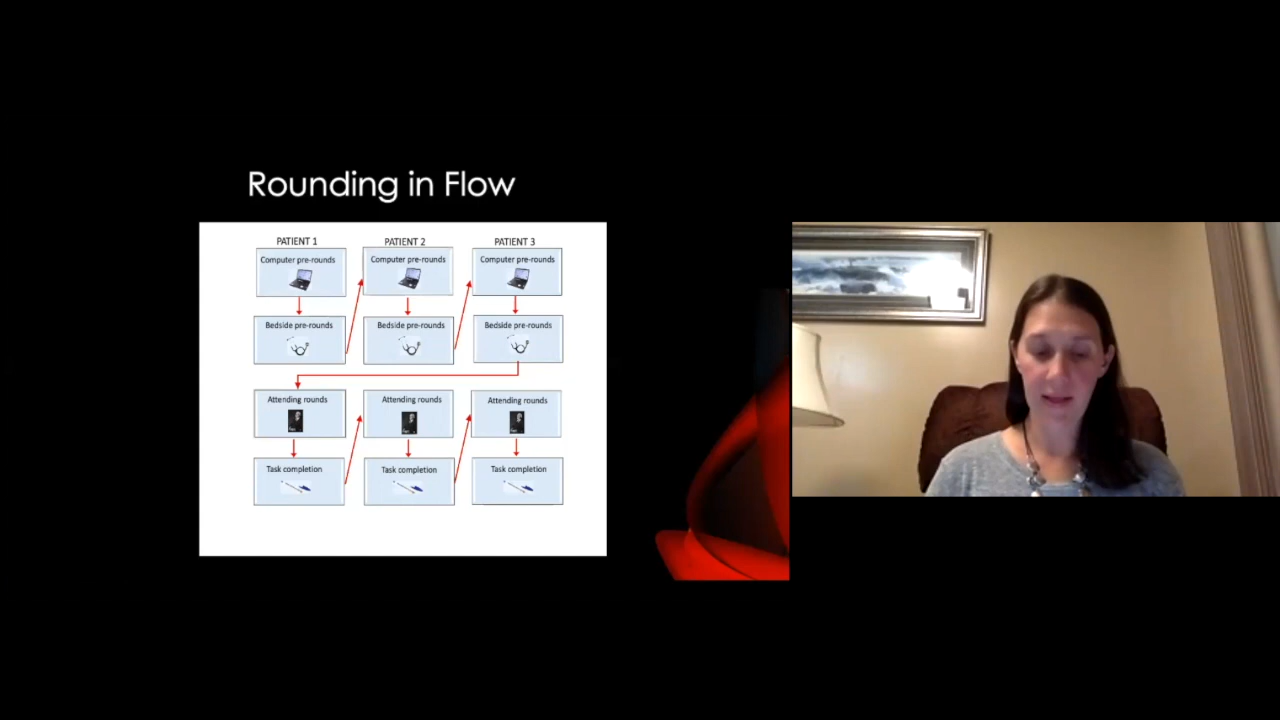 Rounding in Flow
PATIENT 1 PATIENT 2 PATIENT 3
Computer pre-rounds Computer pre-rounds Computer pre-rounds
Bedside pre-rounds Bedside pre-rounds Bedside pre-rounds
Attending rounds Attending rounds Attending rounds
Task completion Task completion Task completion